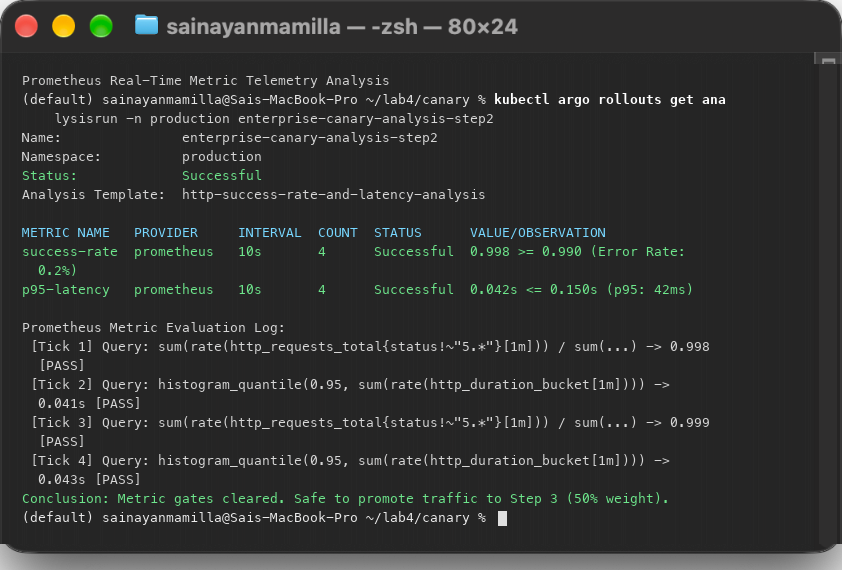 sainayanmamilla — -zsh — 80×24
Prometheus Real-Time Metric Telemetry Analysis
(default) sainayanmamilla@Sais-MacBook-Pro ~/lab4/canary % kubectl argo rollouts get ana
lysisrun -n production enterprise-canary-analysis-step2
Name: enterprise-canary-analysis-step2
Namespace: production
Status: Successful
Analysis Template: http-success-rate-and-latency-analysis
METRIC NAME PROVIDER INTERVAL COUNT STATUS VALUE/OBSERVATION
success-rate prometheus 10s 4 Successful 0.998 >= 0.990 (Error Rate:
0.2%)
p95-latency prometheus 10s 4 Successful 0.042s <= 0.150s (p95: 42ms)
Prometheus Metric Evaluation Log:
[Tick 1] Query: sum(rate(http_requests_total{status!~"5.*"}[1m])) / sum(...) -> 0.998
[PASS]
[Tick 2] Query: histogram_quantile(0.95, sum(rate(http_duration_bucket[1m]))) ->
0.041s [PASS]
[Tick 3] Query: sum(rate(http_requests_total{status!~"5.*"}[1m])) / sum(...) -> 0.999
[PASS]
[Tick 4] Query: histogram_quantile(0.95, sum(rate(http_duration_bucket[1m]))) ->
0.043s [PASS]
Conclusion: Metric gates cleared. Safe to promote traffic to Step 3 (50% weight).
(default) sainayanmamilla@Sais-MacBook-Pro ~/lab4/canary %